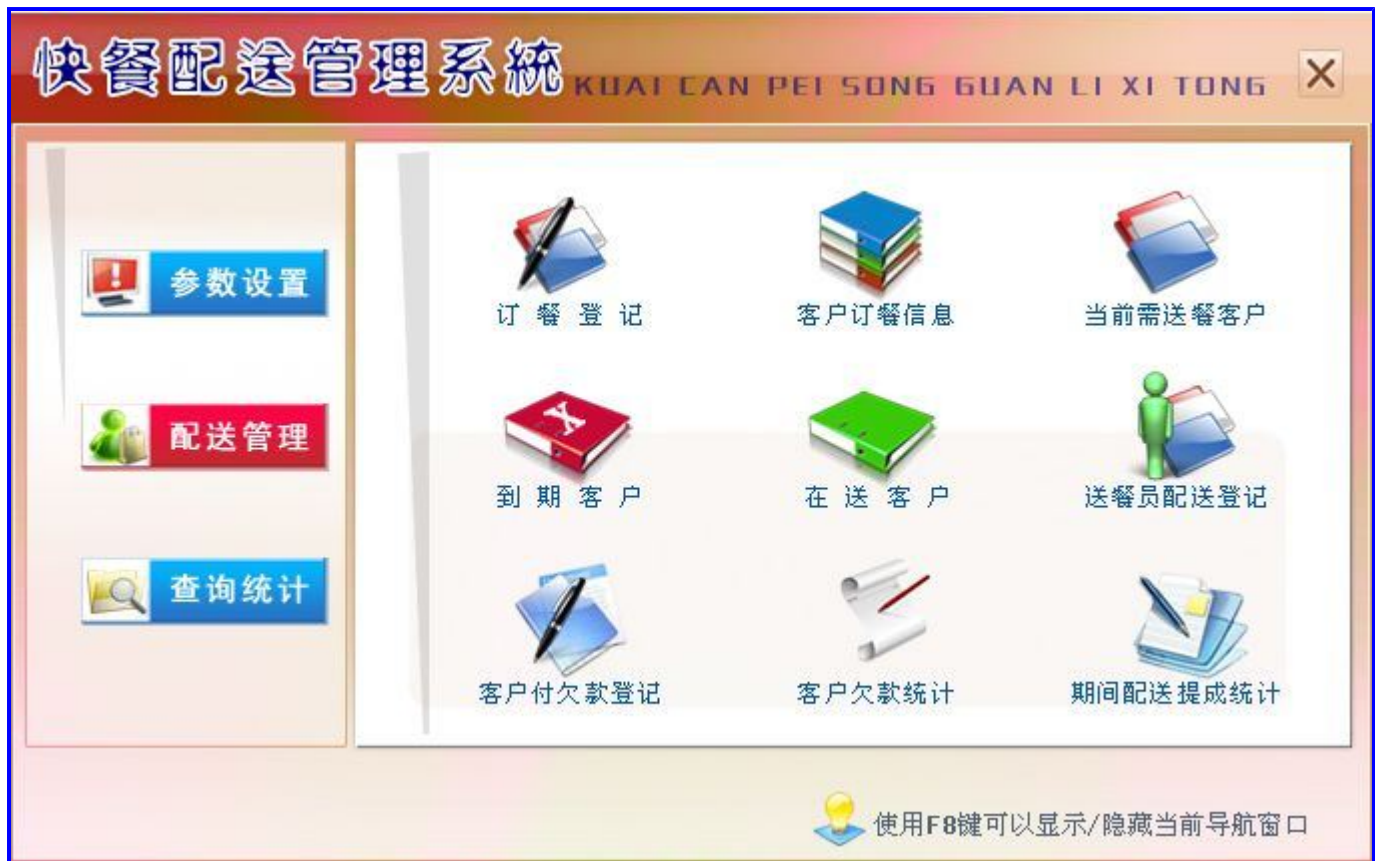 快餐配送管理系統 KUAI CAN PEI SONG GUAN LI XI TONG
参数设置
配送管理
查询统计
订餐登记
客户订餐信息
当前需送餐客户
到期客户
在送客户
送餐员配送登记
客户付欠款登记
客户欠款统计
期间配送提成统计
使用F8键可以显示/隐藏当前导航窗口